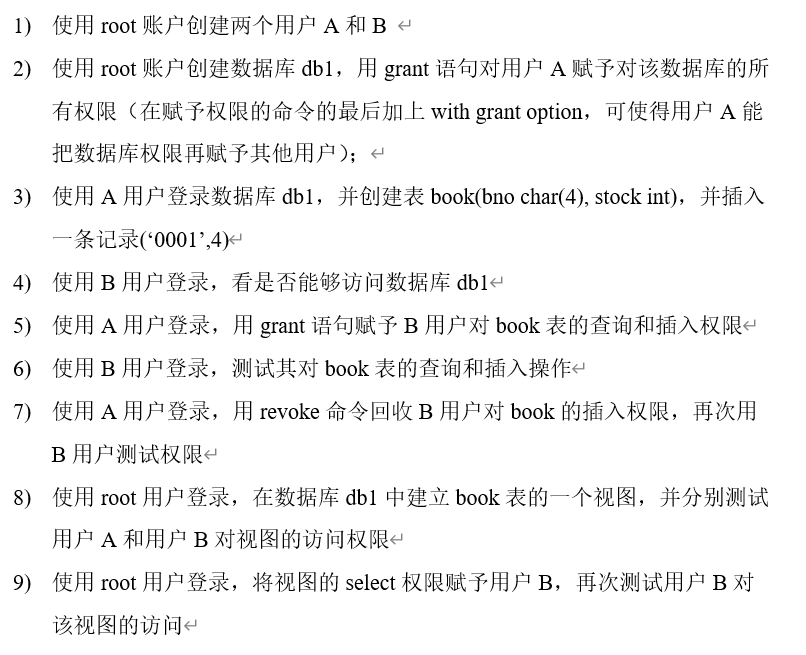 1) 使用 root 账户创建两个用户 A 和 B ↵
2) 使用 root 账户创建数据库 db1，用 grant 语句对用户 A 赋予对该数据库的所
有权限（在赋予权限的命令的最后加上 with grant option，可使得用户 A 能
把数据库权限再赋予其他用户）；↵
3) 使用 A 用户登录数据库 db1，并创建表 book(bno char(4), stock int)，并插入
一条记录(‘0001’,4)↵
4) 使用 B 用户登录，看是否能够访问数据库 db1↵
5) 使用 A 用户登录，用 grant 语句赋予 B 用户对 book 表的查询和插入权限↵
6) 使用 B 用户登录，测试其对 book 表的查询和插入操作↵
7) 使用 A 用户登录，用 revoke 命令回收 B 用户对 book 的插入权限，再次用
B 用户测试权限↵
8) 使用 root 用户登录，在数据库 db1 中建立 book 表的一个视图，并分别测试
用户 A 和用户 B 对视图的访问权限↵
9) 使用 root 用户登录，将视图的 select 权限赋予用户 B，再次测试用户 B 对
该视图的访问↵